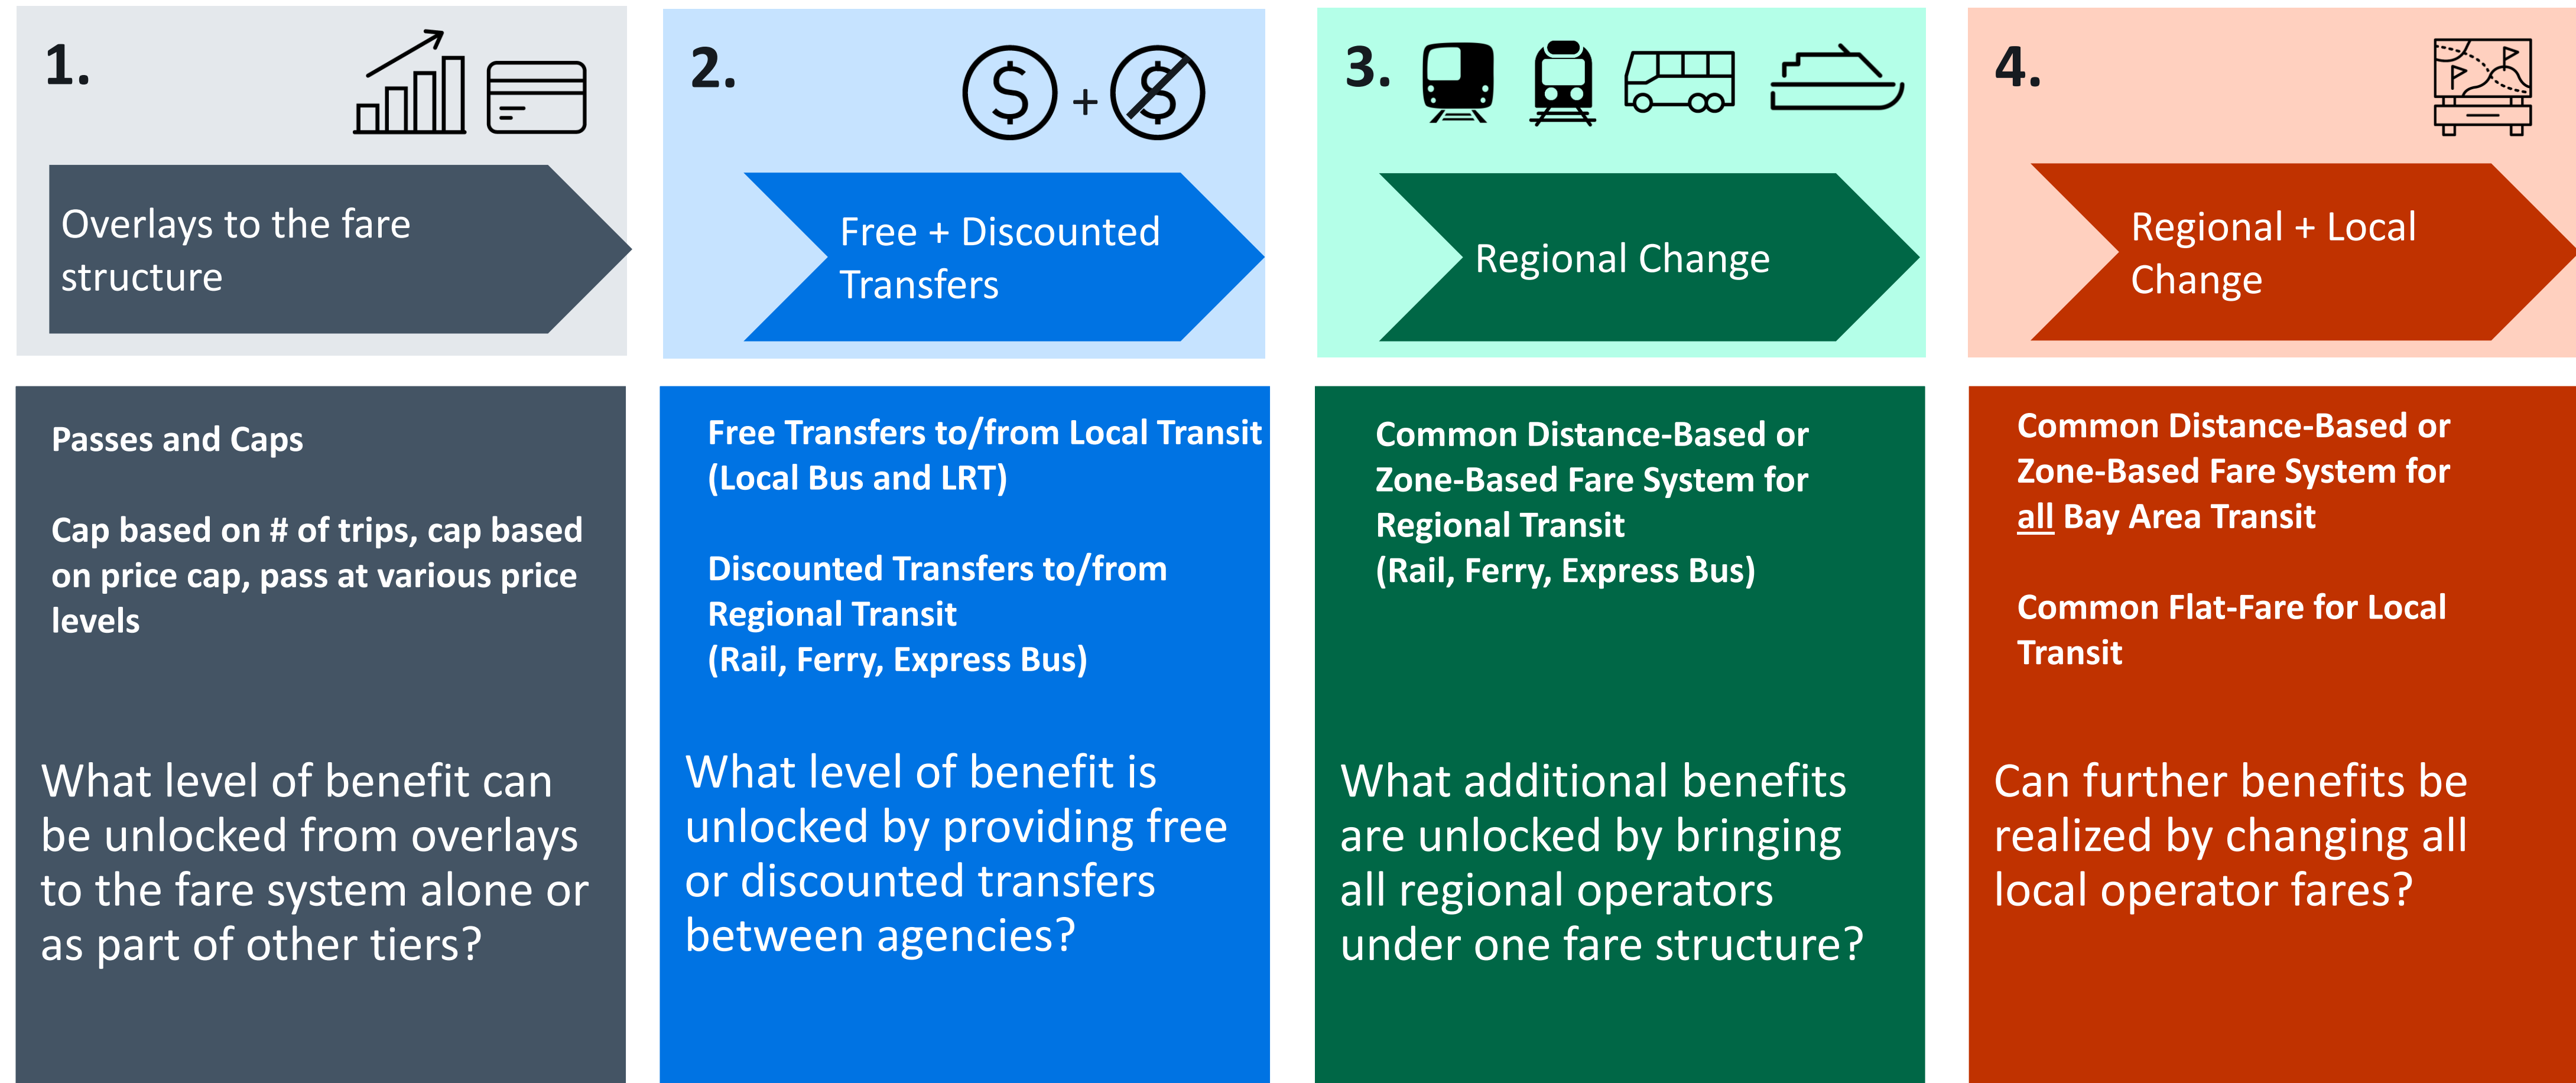 1.
Overlays to the fare
structure
Passes and Caps
Cap based on # of trips, cap based
on price cap, pass at various price
levels
What level of benefit can
be unlocked from overlays
to the fare system alone or
as part of other tiers?
2.
$ + $
Free + Discounted
Transfers
Free Transfers to/from Local Transit
(Local Bus and LRT)
Discounted Transfers to/from
Regional Transit
(Rail, Ferry, Express Bus)
What level of benefit is
unlocked by providing free
or discounted transfers
between agencies?
3.
Regional Change
Common Distance-Based or
Zone-Based Fare System for
Regional Transit
(Rail, Ferry, Express Bus)
What additional benefits
are unlocked by bringing
all regional operators
under one fare structure?
4.
Regional + Local
Change
Common Distance-Based or
Zone-Based Fare System for
all Bay Area Transit
Common Flat-Fare for Local
Transit
Can further benefits be
realized by changing all
local operator fares?